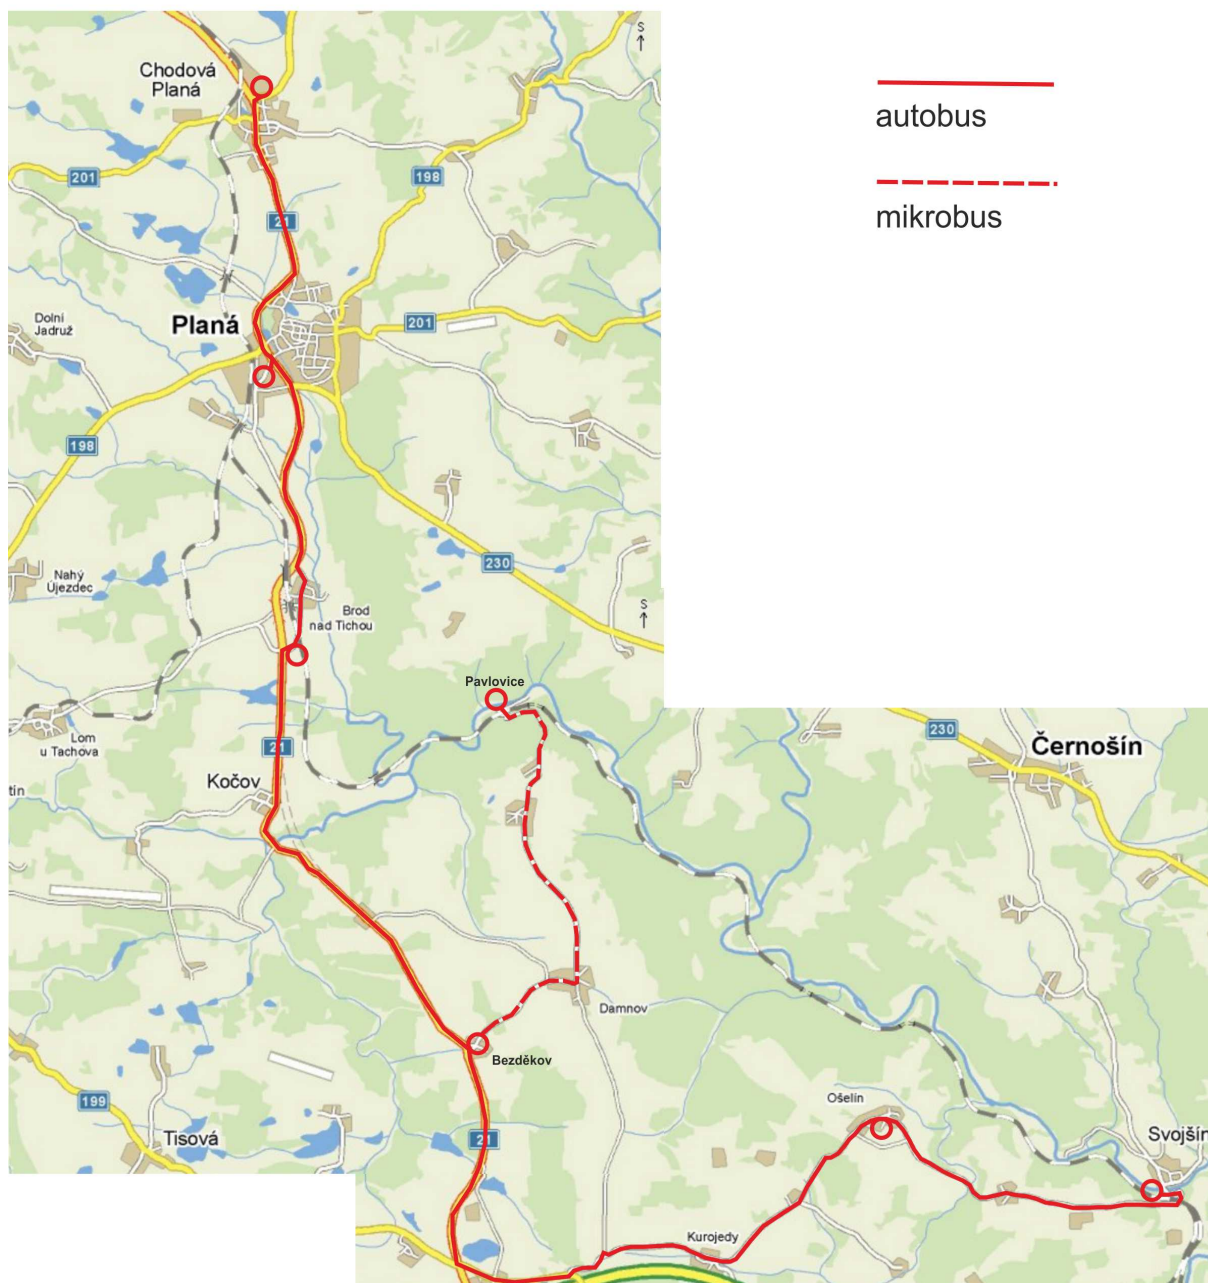 S
Chodová
Planá
autobus
201
198
mikrobus
21
Dolní
Jadruž
Planá
201
198
230
Nahý
Újezdec
S
Brod
nad Tichou
Pavlovice
Lom
u Tachova
21
230
Černošín
Kočov
tín
Damnov
Bezděkov
199
Ošelín
Tisová
21
Svojšín
Kurojedy